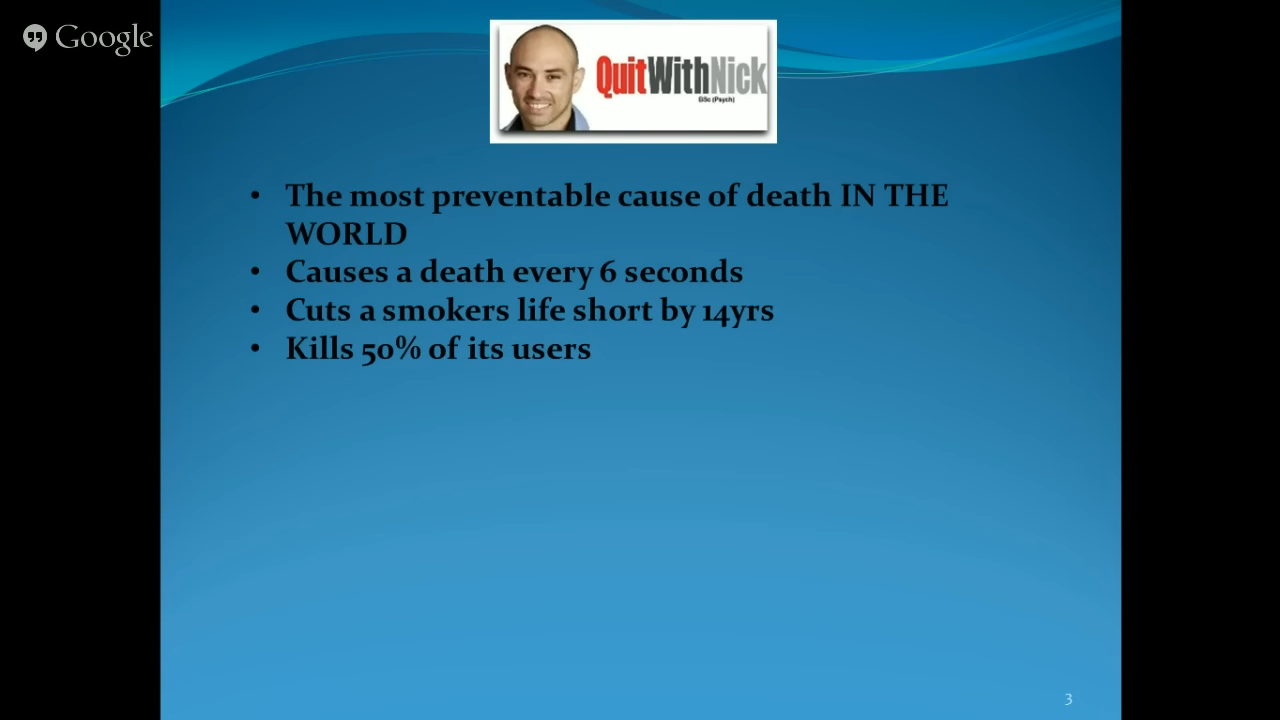 Google
QuitWithNick
BSc (Psych)
• The most preventable cause of death IN THE
WORLD
• Causes a death every 6 seconds
• Cuts a smokers life short by 14yrs
• Kills 50% of its users
3